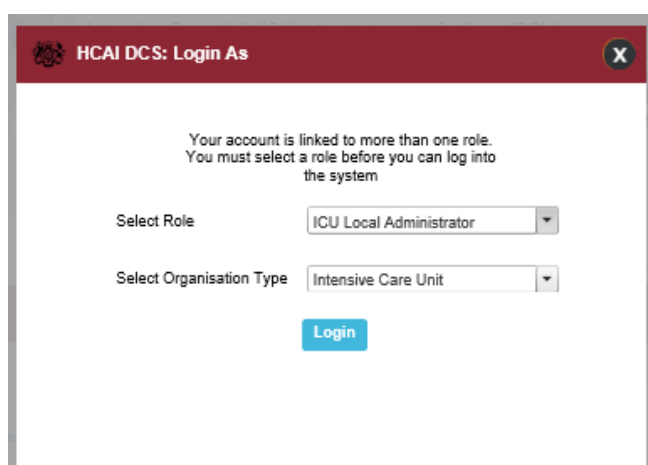 HCAI DCS: Login As
X
Your account is linked to more than one role.
You must select a role before you can log into
the system
Select Role
ICU Local Administrator
Select Organisation Type
Intensive Care Unit
Login